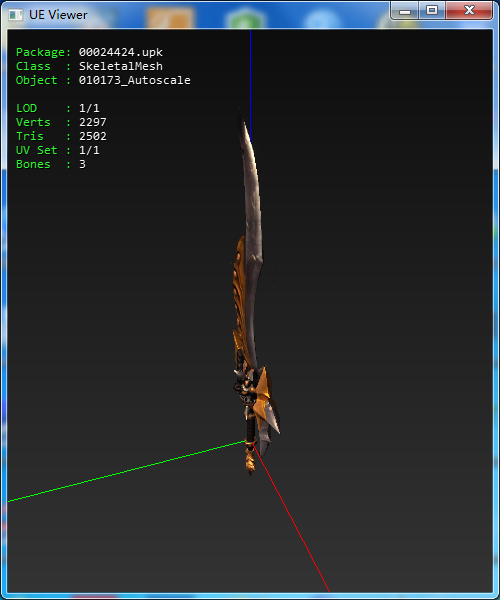 UE Viewer
Package: 00024424.upk
Class : SkeletalMesh
Object : 010173_Autoscale
LOD : 1/1
Verts : 2297
Tris : 2502
UV Set : 1/1
Bones : 3